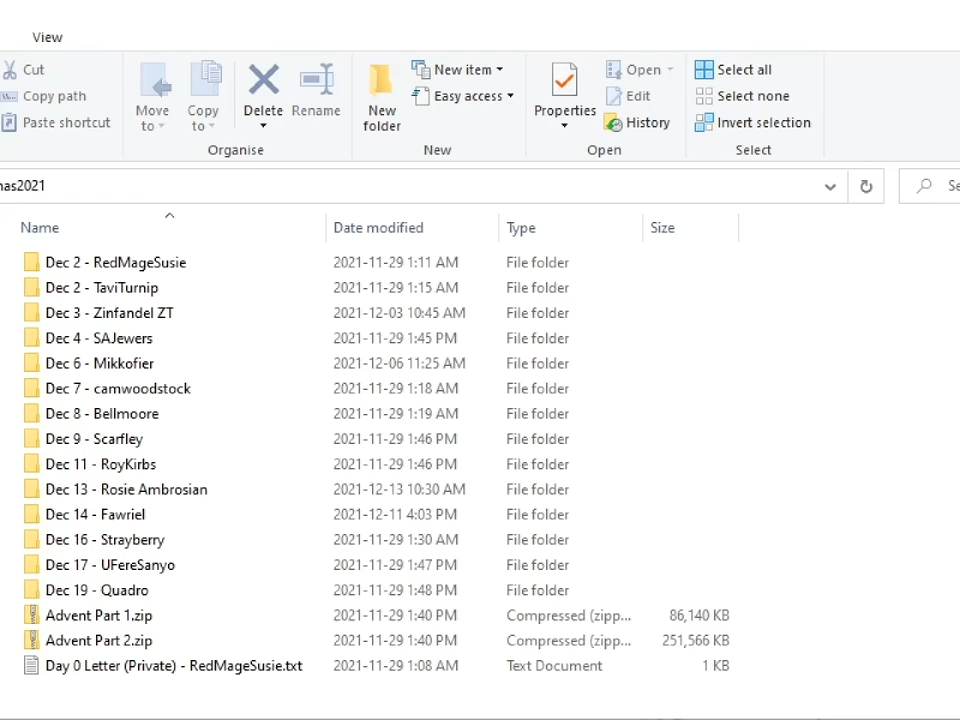 View
Cut
Copy path
Paste shortcut
Move to
Copy to
Delete
Rename
Organise
New folder
New item
Easy access
New
Properties
Open
Edit
History
Open
Select all
Select none
Invert selection
Select
nas2021
Se
Name Date modified Type Size
Dec 2 - RedMageSusie 2021-11-29 1:11 AM File folder
Dec 2 - TaviTurnip 2021-11-29 1:15 AM File folder
Dec 3 - Zinfandel ZT 2021-12-03 10:45 AM File folder
Dec 4 - SAJewers 2021-11-29 1:45 PM File folder
Dec 6 - Mikkofier 2021-12-06 11:25 AM File folder
Dec 7 - camwoodstock 2021-11-29 1:18 AM File folder
Dec 8 - Bellmoore 2021-11-29 1:19 AM File folder
Dec 9 - Scarfley 2021-11-29 1:46 PM File folder
Dec 11 - RoyKirbs 2021-11-29 1:46 PM File folder
Dec 13 - Rosie Ambrosian 2021-12-13 10:30 AM File folder
Dec 14 - Fawriel 2021-12-11 4:03 PM File folder
Dec 16 - Strayberry 2021-11-29 1:30 AM File folder
Dec 17 - UFereSanyo 2021-11-29 1:47 PM File folder
Dec 19 - Quadro 2021-11-29 1:48 PM File folder
Advent Part 1.zip 2021-11-29 1:40 PM Compressed (zipp... 86,140 KB
Advent Part 2.zip 2021-11-29 1:40 PM Compressed (zipp... 251,566 KB
Day 0 Letter (Private) - RedMageSusie.txt 2021-11-29 1:08 AM Text Document 1 KB